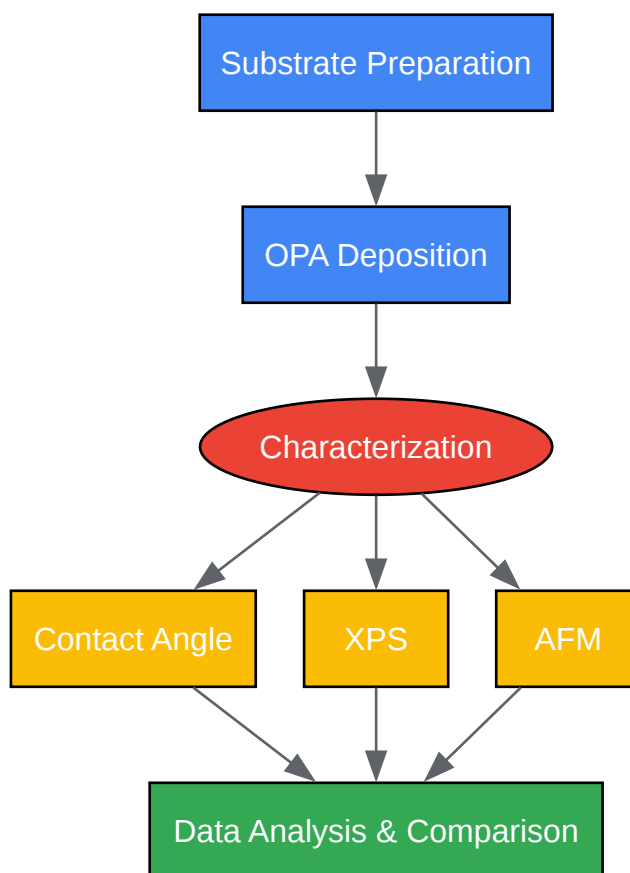 Substrate Preparation
OPA Deposition
Characterization
Contact Angle
XPS
AFM
Data Analysis & Comparison